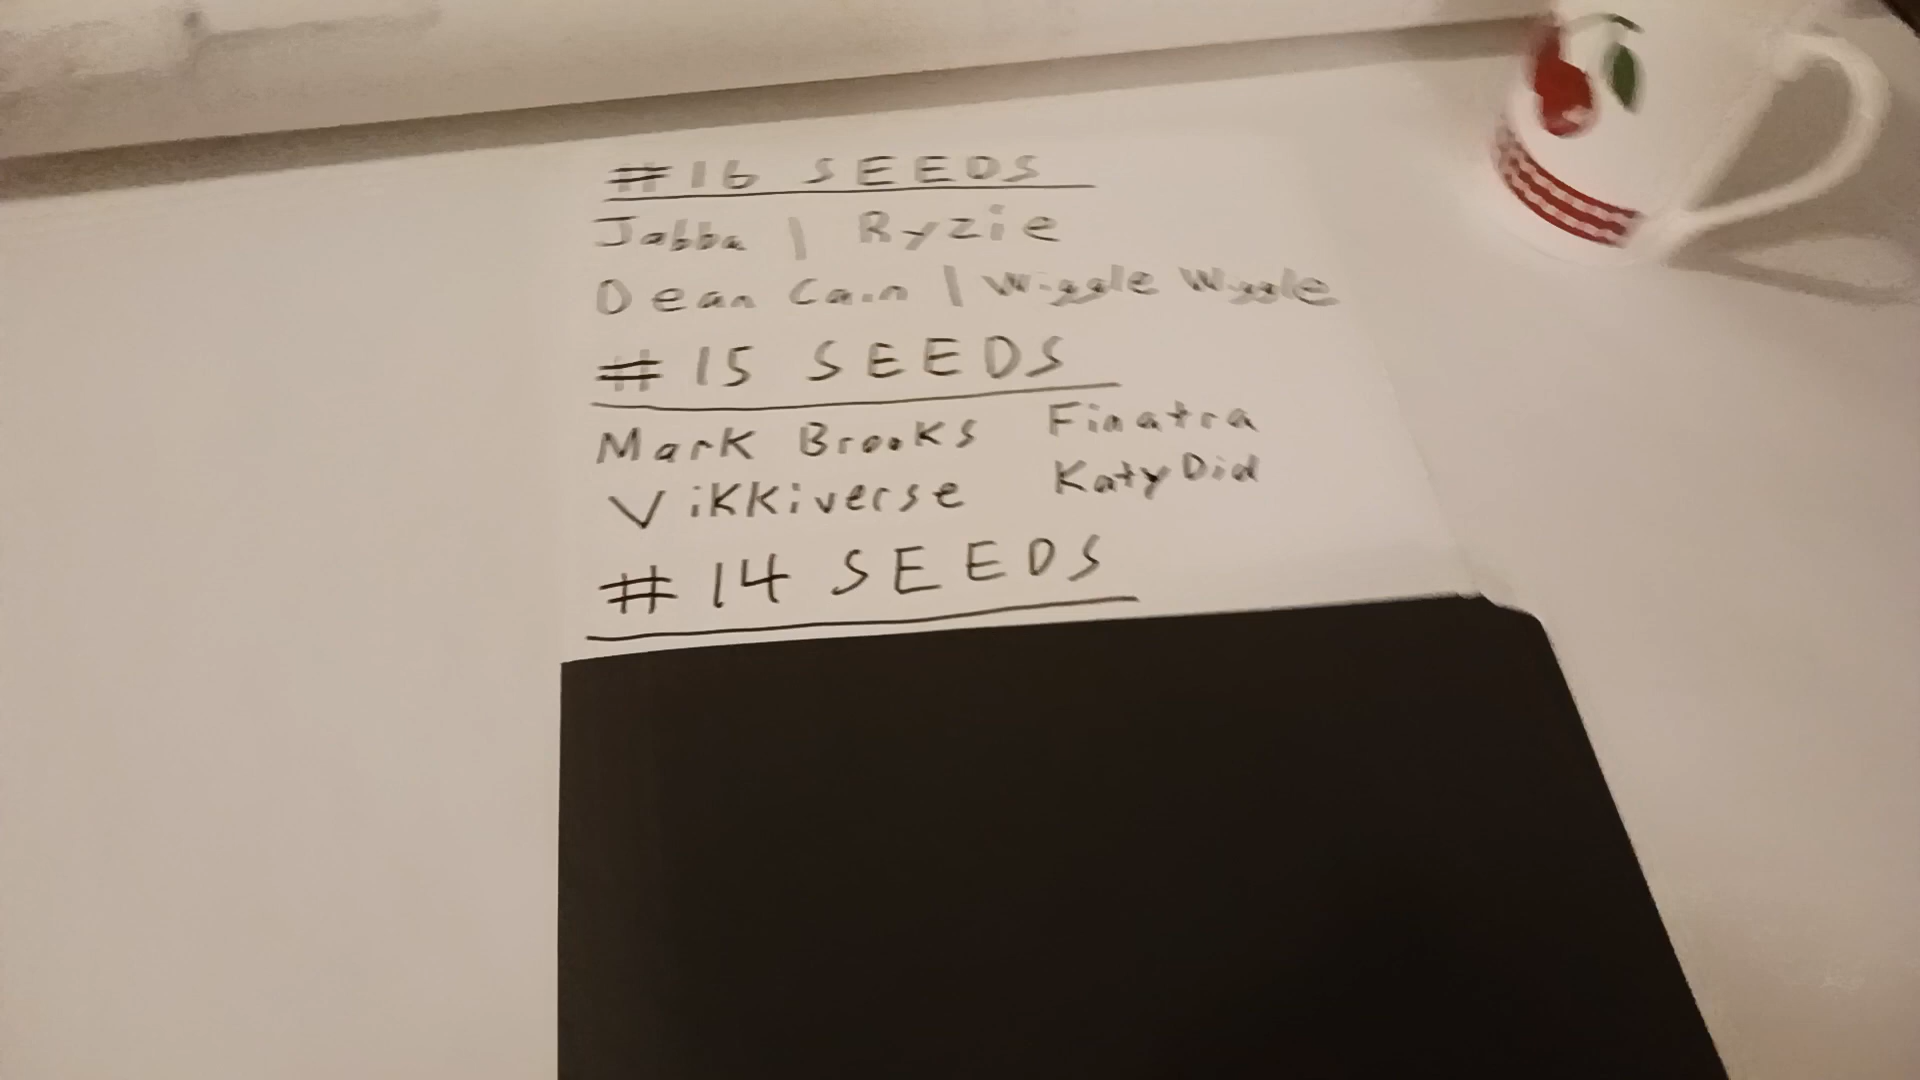 #16 SEEDS
Jabba | Ryzie
Dean Cain | Wiggle Wiggle
#15 SEEDS
Mark Brooks Finatra
Vikkiverse KatyDid
#14 SEEDS